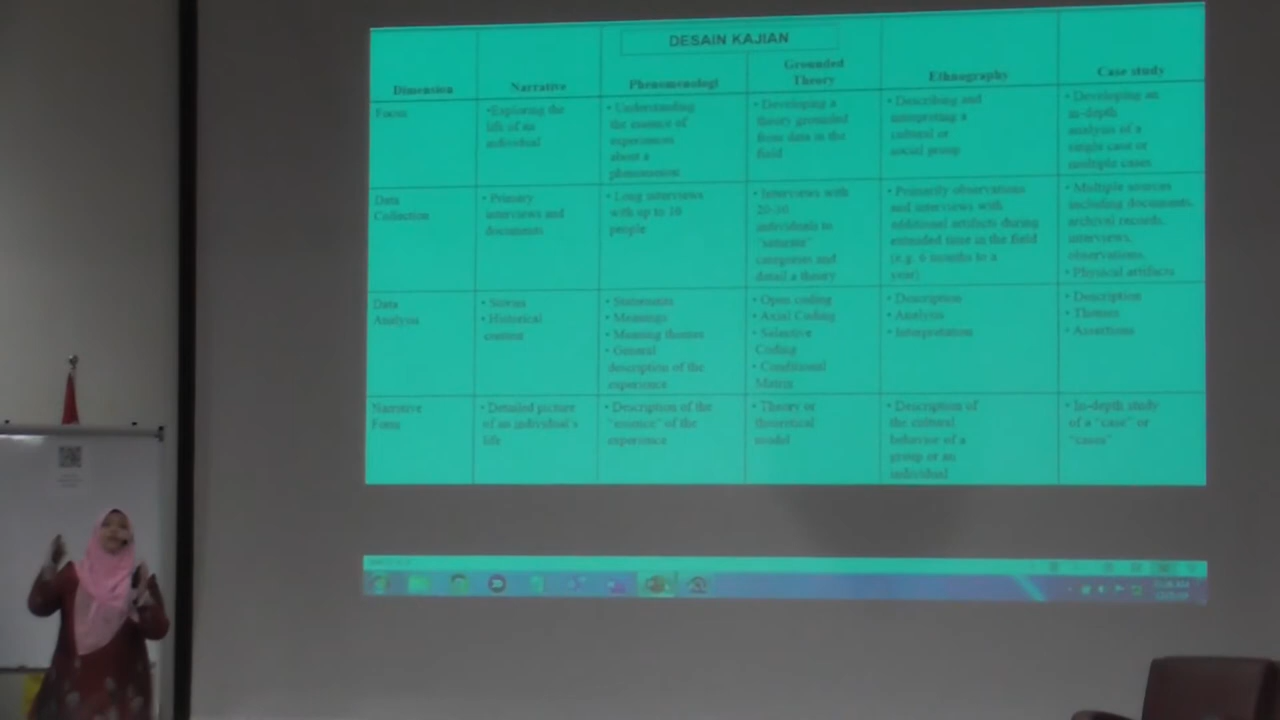 DESAIN KAJIAN
Dimension
Narrative
Phenomenologi
Grounded
Theory
Ethnography
Case study
Focus
•Exploring the
life of an
individual
• Understanding
the essence of
experiences
about a
phenomenon
• Developing a
theory grounded
from data in the
field
• Describing and
interpreting a
cultural or
social group
• Developing an
in-depth
analysis of a
single case or
multiple cases
Data
Collection
• Primary
interviews and
documents
• Long interviews
with up to 10
people
• Interviews with
20-30
individuals to
"saturate"
categories and
detail a theory
• Primarily observations
and interviews with
additional artifacts during
extended time in the field
(e.g. 6 months to a
year)
• Multiple sources
including documents,
archival records,
interviews,
observations,
• Physical artifacts
Data
Analysis
• Stories
• Historical
content
• Statements
• Meanings
• Meaning themes
• General
description of the
experience
• Open coding
• Axial Coding
• Selective
Coding
• Conditional
Matrix
• Description
• Analysis
• Interpretation
• Description
• Themes
• Assertions
Narrative
Form
• Detailed picture
of an individual's
life
• Description of the
"essence" of the
experience
• Theory or
theoretical
model
• Description of
the cultural
behavior of a
group or an
individual
• In-depth study
of a "case" or
"cases"